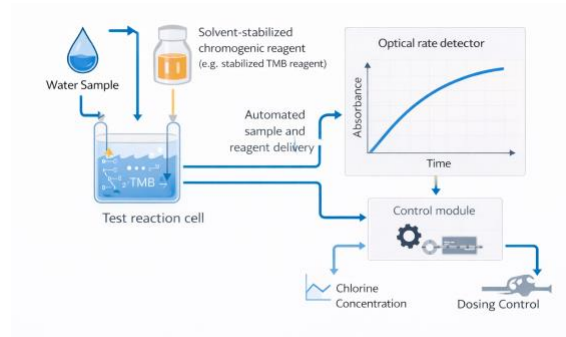 Solvent-stabilized
chromogenic reagent
(e.g. stabilized TMB reagent)
Water Sample
Optical rate detector
Absorbance
Time
Automated
sample and
reagent delivery
TMB
Test reaction cell
Control module
Chlorine
Concentration
Dosing Control